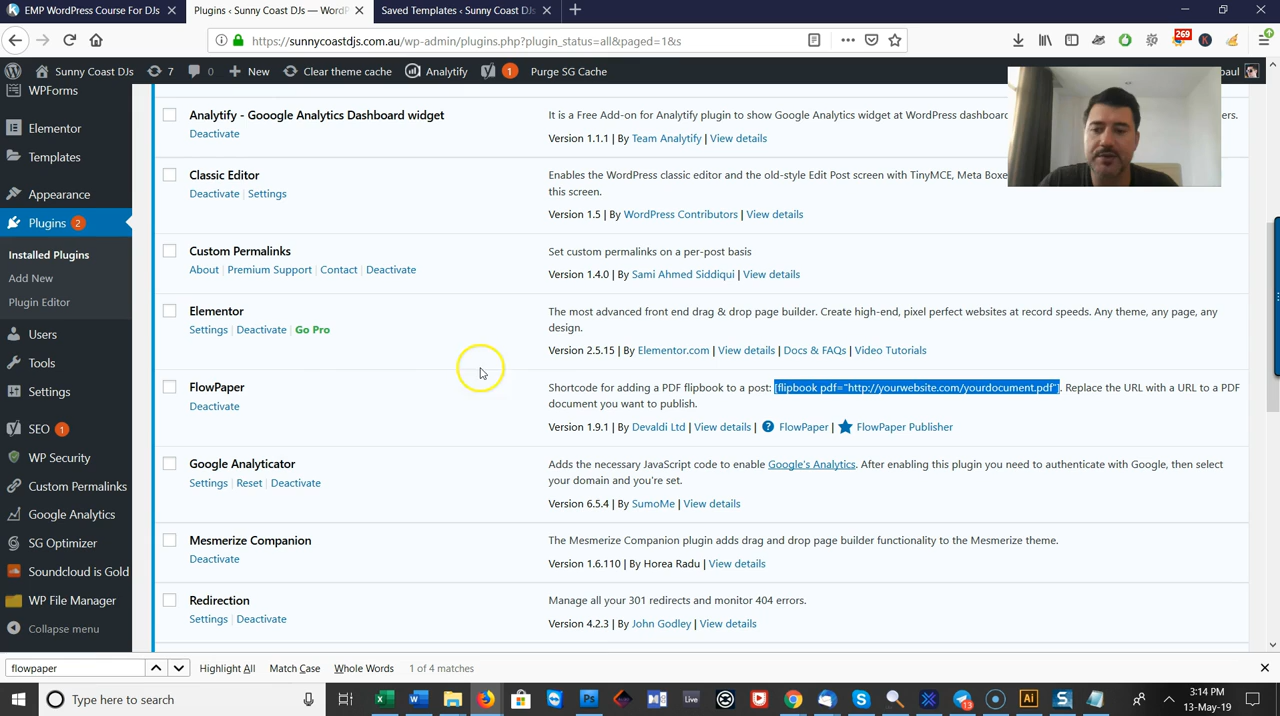 EMP WordPress Course For DJs
Plugins ‹ Sunny Coast DJs — WordP
Saved Templates ‹ Sunny Coast DJs
https://sunnycoastdjs.com.au/wp-admin/plugins.php?plugin_status=all&paged=1&s
269
Sunny Coast DJs 7 0 New Clear theme cache Analytify 1 Purge SG Cache paul
WPForms
Elementor
Templates
Appearance
Plugins 2
Installed Plugins
Add New
Plugin Editor
Users
Tools
Settings
SEO 1
WP Security
Custom Permalinks
Google Analytics
SG Optimizer
Soundcloud is Gold
WP File Manager
Collapse menu
Analytify - Gooogle Analytics Dashboard widget
Deactivate
It is a Free Add-on for Analytify plugin to show Google Analytics widget at WordPress dashboar
ers.
Version 1.1.1 | By Team Analytify | View details
Classic Editor
Deactivate | Settings
Enables the WordPress classic editor and the old-style Edit Post screen with TinyMCE, Meta Boxe
this screen.
Version 1.5 | By WordPress Contributors | View details
Custom Permalinks
About | Premium Support | Contact | Deactivate
Set custom permalinks on a per-post basis
Version 1.4.0 | By Sami Ahmed Siddiqui | View details
Elementor
Settings | Deactivate | Go Pro
The most advanced front end drag & drop page builder. Create high-end, pixel perfect websites at record speeds. Any theme, any page, any
design.
Version 2.5.15 | By Elementor.com | View details | Docs & FAQs | Video Tutorials
FlowPaper
Deactivate
Shortcode for adding a PDF flipbook to a post: [flipbook pdf="http://yourwebsite.com/yourdocument.pdf"]. Replace the URL with a URL to a PDF
document you want to publish.
Version 1.9.1 | By Devaldi Ltd | View details | FlowPaper | FlowPaper Publisher
Google Analyticator
Settings | Reset | Deactivate
Adds the necessary JavaScript code to enable Google's Analytics. After enabling this plugin you need to authenticate with Google, then select
your domain and you're set.
Version 6.5.4 | By SumoMe | View details
Mesmerize Companion
Deactivate
The Mesmerize Companion plugin adds drag and drop page builder functionality to the Mesmerize theme.
Version 1.6.110 | By Horea Radu | View details
Redirection
Settings | Deactivate
Manage all your 301 redirects and monitor 404 errors.
Version 4.2.3 | By John Godley | View details
flowpaper
Highlight All Match Case Whole Words 1 of 4 matches
Type here to search
Live
13
3:14 PM
13-May-19